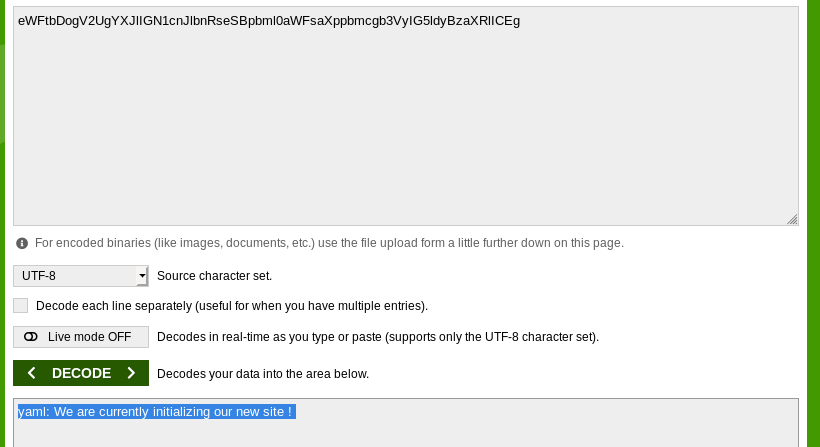 eWFtbDogV2UgYXJlIGN1cnJlbnRseSBpbml0aWFsaXppbmcgb3VyIG5ldyBzaXRlICEg
For encoded binaries (like images, documents, etc.) use the file upload form a little further down on this page.
UTF-8 Source character set.
Decode each line separately (useful for when you have multiple entries).
Live mode OFF Decodes in real-time as you type or paste (supports only the UTF-8 character set).
< DECODE > Decodes your data into the area below.
yaml: We are currently initializing our new site !